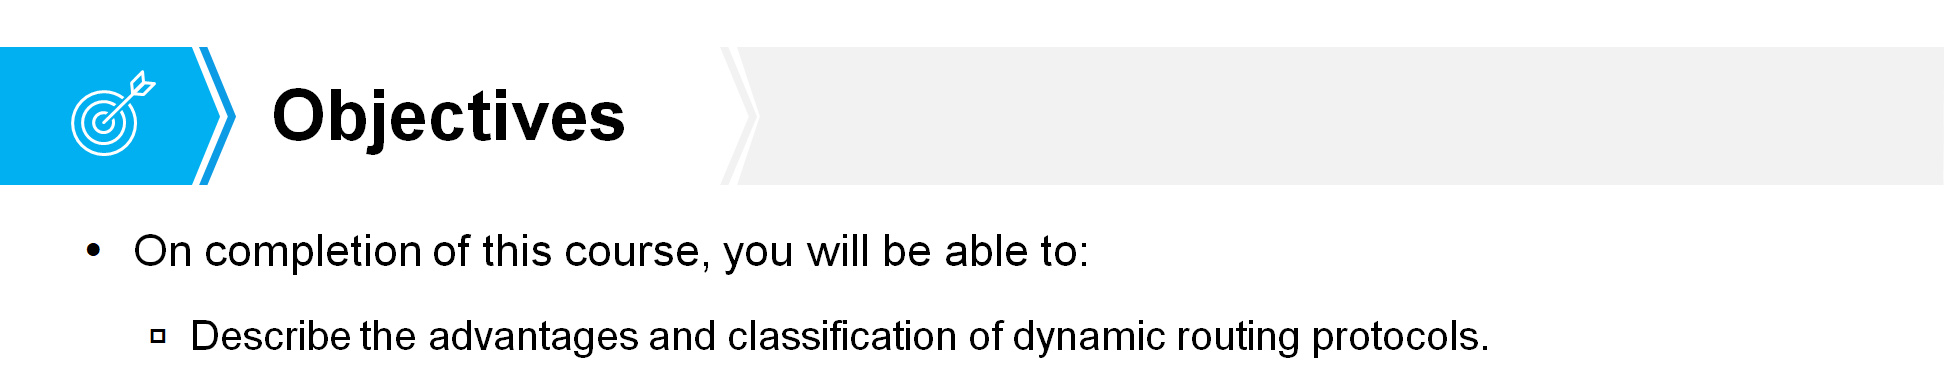 Objectives
• On completion of this course, you will be able to:
▫ Describe the advantages and classification of dynamic routing protocols.